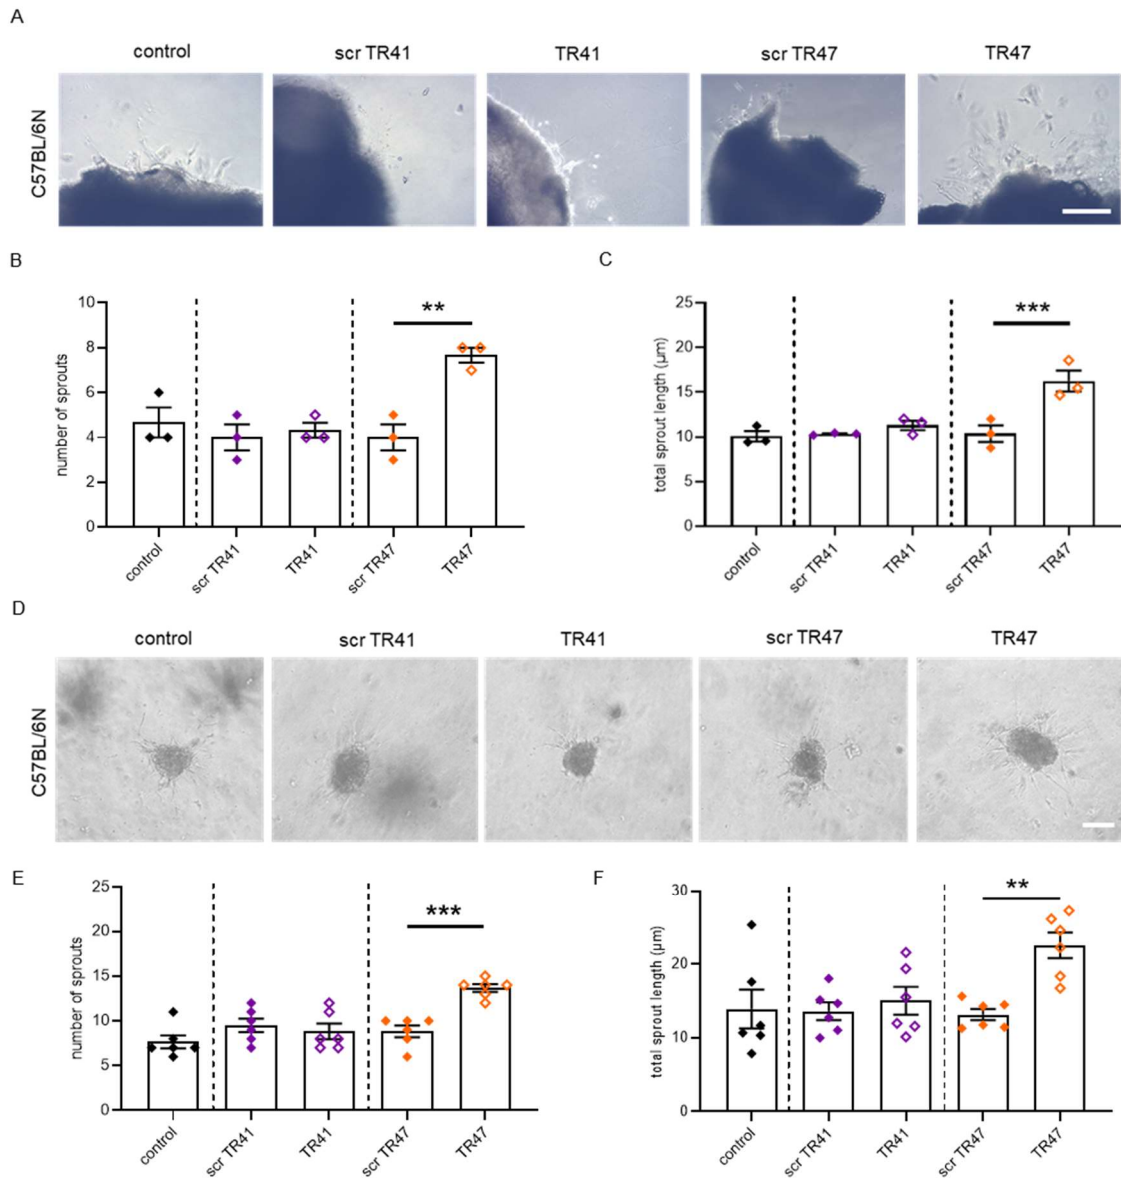 A
control scr TR41 TR41 scr TR47 TR47
C57BL/6N
B
number of sprouts
10
8
6
4
2
0
**
control scr TR41 TR41 scr TR47 TR47
C
total sprout length (µm)
25
20
15
10
5
0
***
control scr TR41 TR41 scr TR47 TR47
D
control scr TR41 TR41 scr TR47 TR47
C57BL/6N
E
number of sprouts
25
20
15
10
5
0
***
control scr TR41 TR41 scr TR47 TR47
F
total sprout length (µm)
30
20
10
0
**
control scr TR41 TR41 scr TR47 TR47